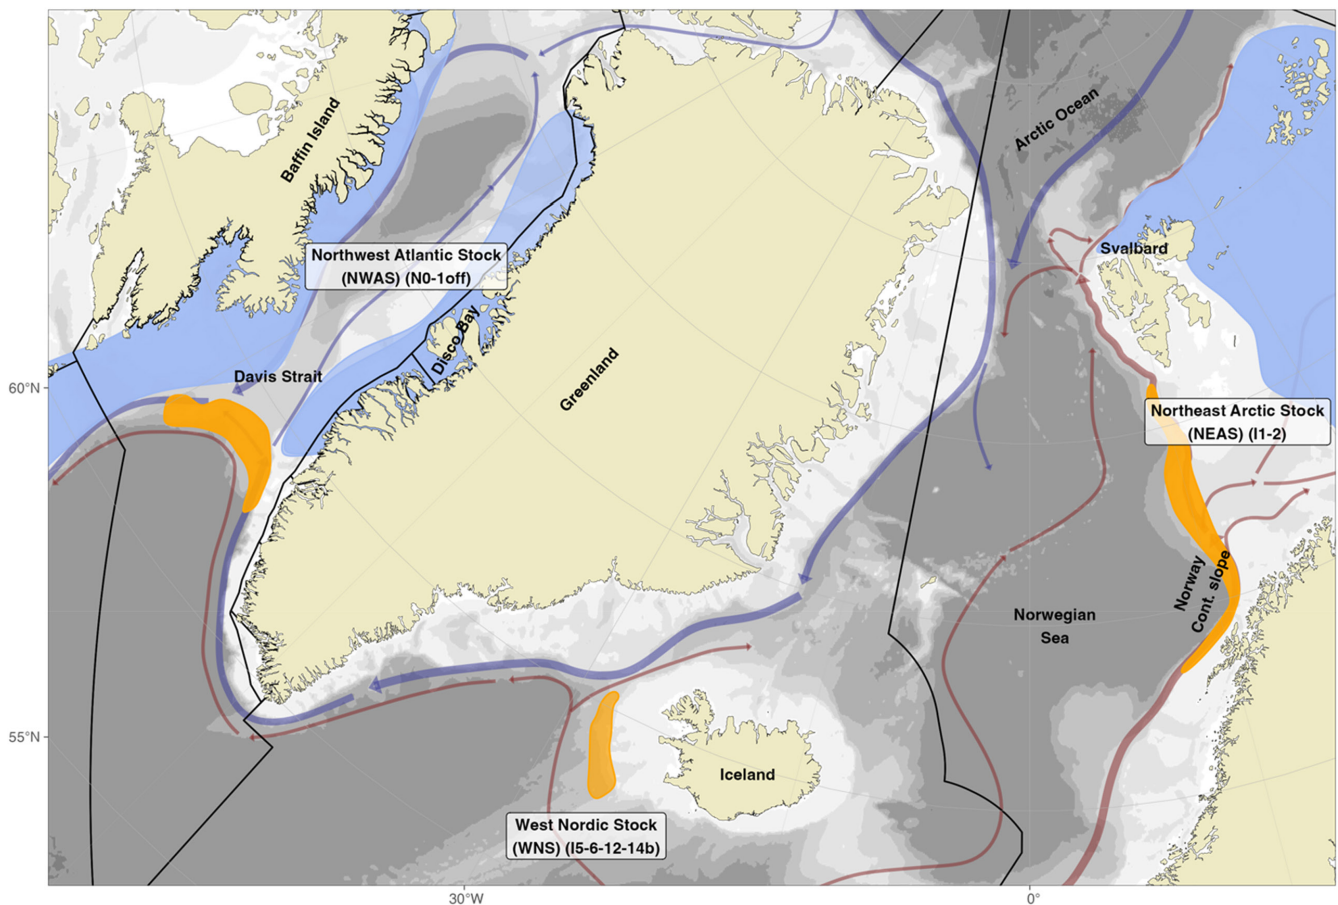 Baffin Island
Arctic Ocean
Svalbard
Northwest Atlantic Stock
(NWAS) (N0-1off)
Disco Bay
Davis Strait
Greenland
60°N
Northeast Arctic Stock
(NEAS) (I1-2)
Norway
Cont. slope
Norwegian
Sea
55°N
Iceland
West Nordic Stock
(WNS) (I5-6-12-14b)
30°W
0°